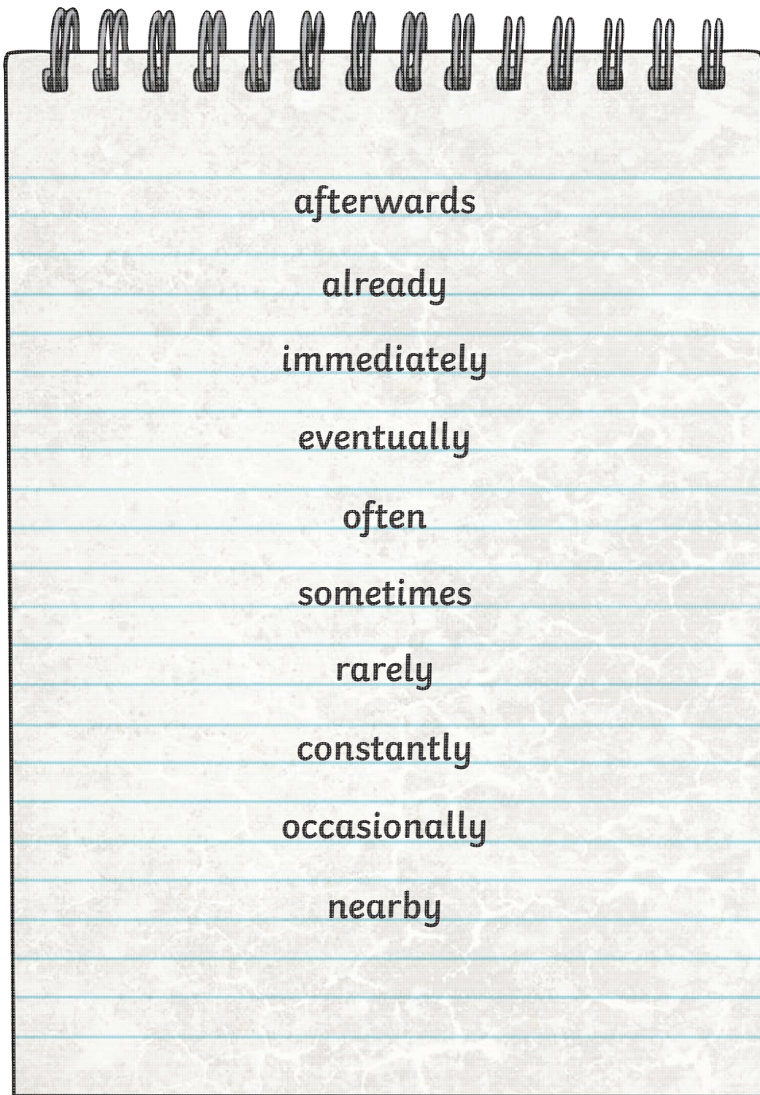 afterwards
already
immediately
eventually
often
sometimes
rarely
constantly
occasionally
nearby